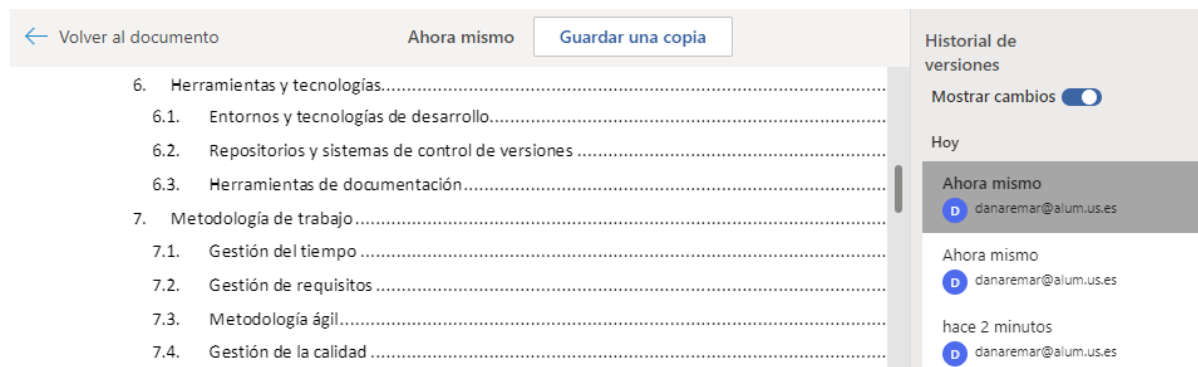 Volver al documento
Ahora mismo
Guardar una copia
6. Herramientas y tecnologías
6.1. Entornos y tecnologías de desarrollo
6.2. Repositorios y sistemas de control de versiones
6.3. Herramientas de documentación
7. Metodología de trabajo
7.1. Gestión del tiempo
7.2. Gestión de requisitos
7.3. Metodología ágil
7.4. Gestión de la calidad
Historial de
versiones
Mostrar cambios
Hoy
Ahora mismo
D danaremar@alum.us.es
Ahora mismo
D danaremar@alum.us.es
hace 2 minutos
D danaremar@alum.us.es